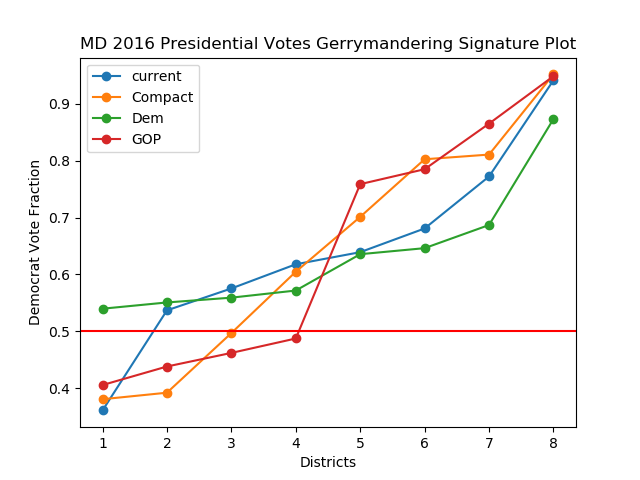 MD 2016 Presidential Votes Gerrymandering Signature Plot
current
Compact
Dem
GOP
Democrat Vote Fraction
0.9
0.8
0.7
0.6
0.5
0.4
1 2 3 4 5 6 7 8
Districts